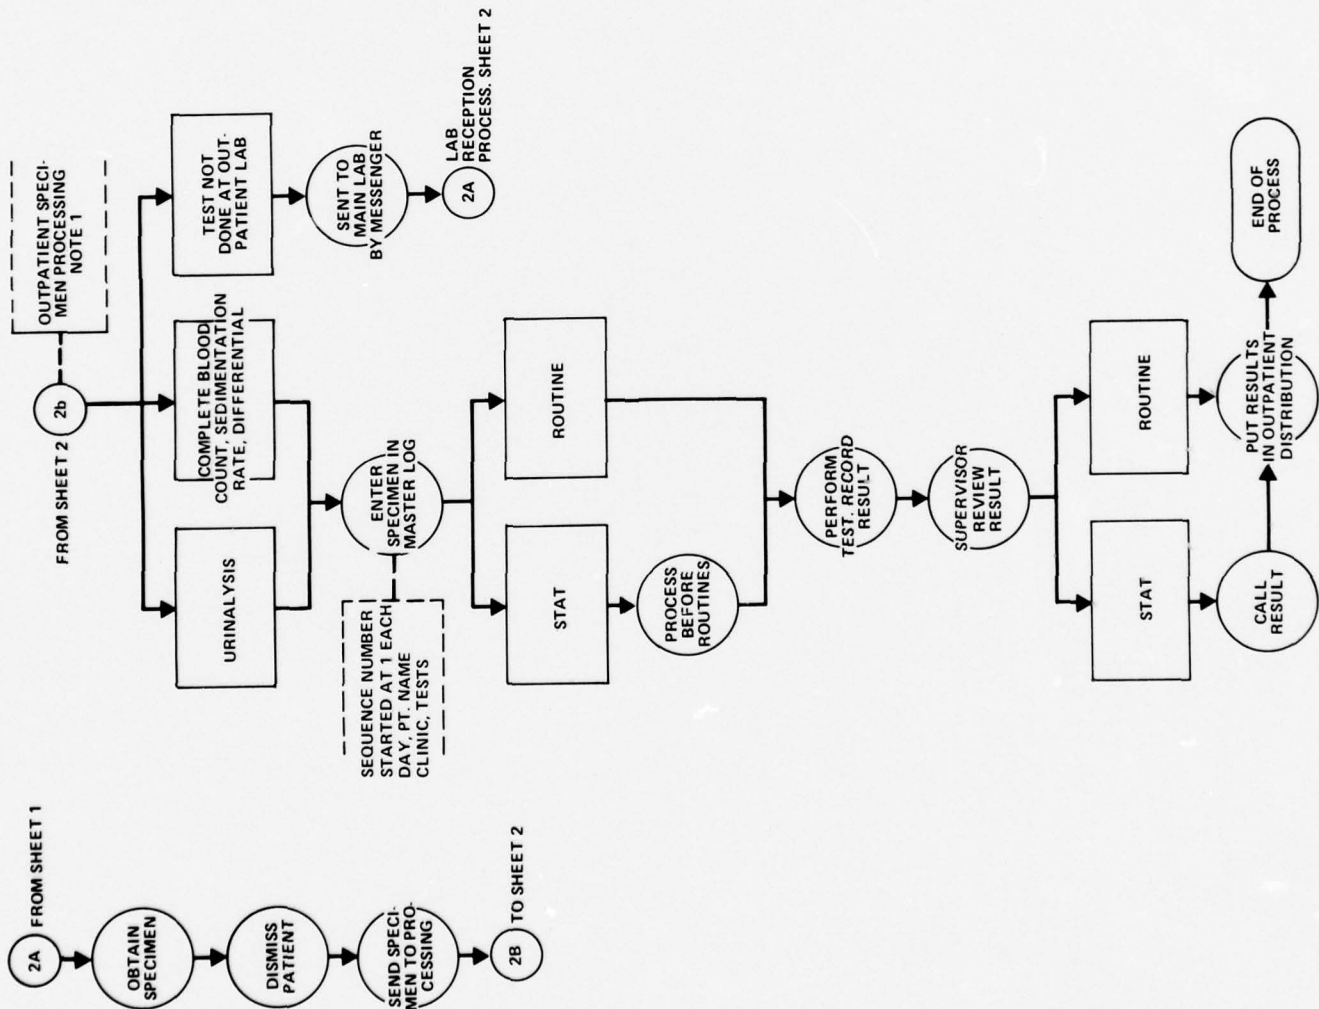 2A
FROM SHEET 1
OBTAIN
SPECIMEN
DISMISS
PATIENT
SEND SPECI-
MEN TO PRO-
CESSING
2B
TO SHEET 2
FROM SHEET 2
2b
OUTPATIENT SPECI-
MEN PROCESSING
NOTE 1
URINALYSIS
COMPLETE BLOOD
COUNT, SEDIMENTATION
RATE, DIFFERENTIAL
TEST NOT
DONE AT OUT-
PATIENT LAB
SENT TO
MAIN LAB
BY MESSENGER
2A
LAB
RECEPTION
PROCESS. SHEET 2
ENTER
SPECIMEN IN
MASTER LOG
SEQUENCE NUMBER
STARTED AT 1 EACH
DAY, PT. NAME
CLINIC, TESTS
STAT
ROUTINE
PROCESS
BEFORE
ROUTINES
PERFORM
TEST. RECORD
RESULT
SUPERVISOR
REVIEW
RESULT
STAT
ROUTINE
CALL
RESULT
PUT RESULTS
IN OUTPATIENT
DISTRIBUTION
END OF
PROCESS